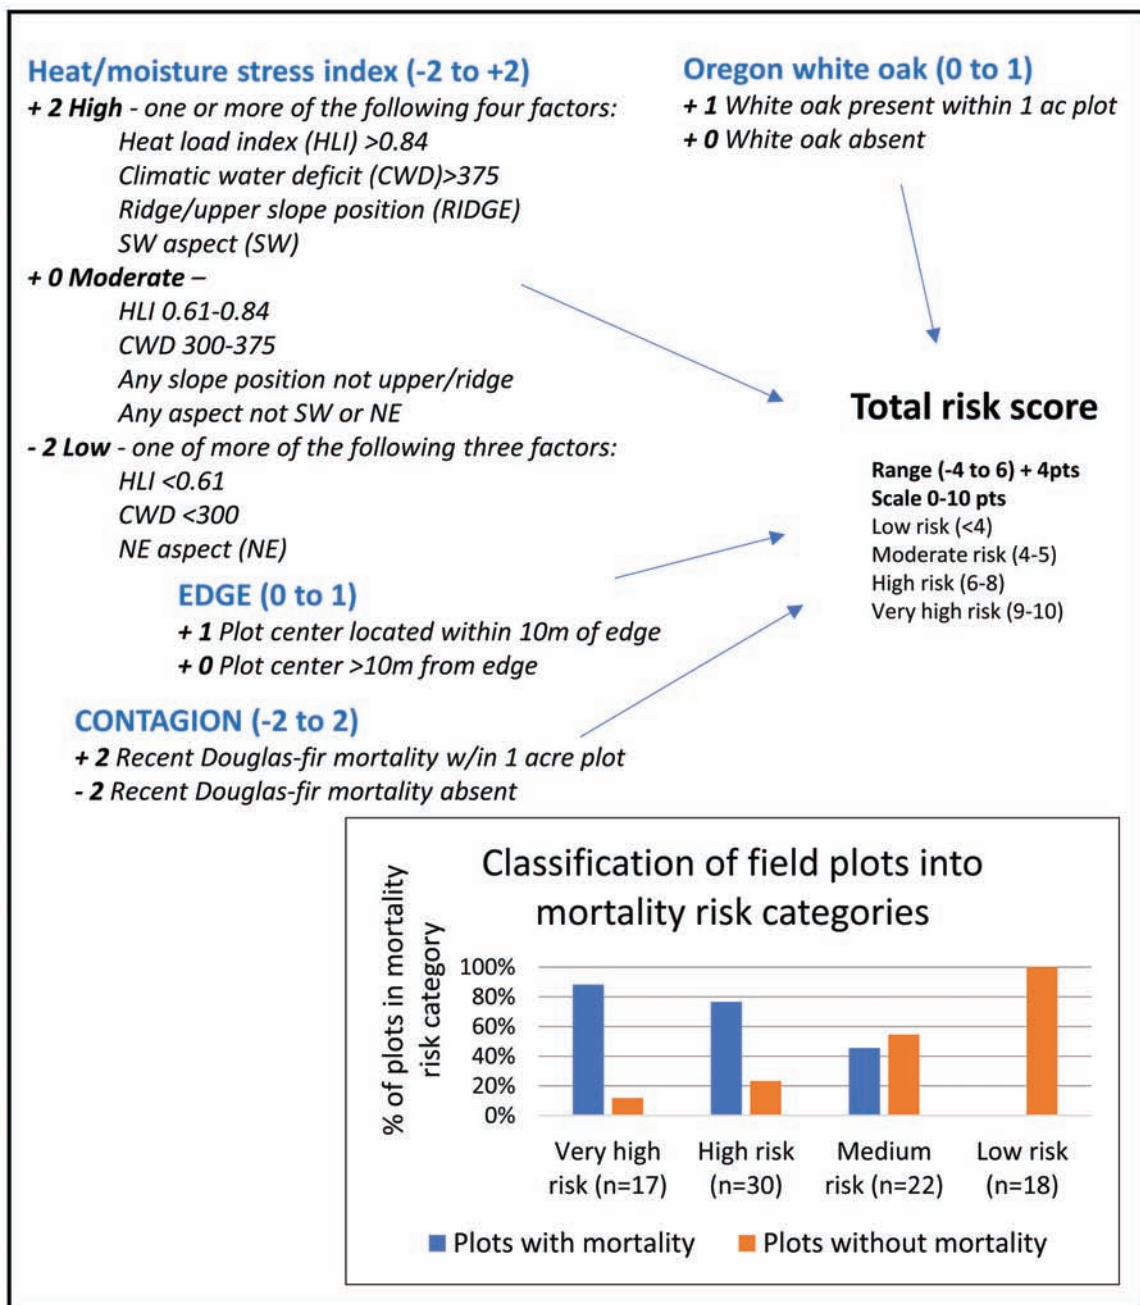 Heat/moisture stress index (-2 to +2)
+ 2 High - one or more of the following four factors:
Heat load index (HLI) >0.84
Climatic water deficit (CWD)>375
Ridge/upper slope position (RIDGE)
SW aspect (SW)
+ 0 Moderate –
HLI 0.61-0.84
CWD 300-375
Any slope position not upper/ridge
Any aspect not SW or NE
- 2 Low - one of more of the following three factors:
HLI <0.61
CWD <300
NE aspect (NE)
Oregon white oak (0 to 1)
+ 1 White oak present within 1 ac plot
+ 0 White oak absent
EDGE (0 to 1)
+ 1 Plot center located within 10m of edge
+ 0 Plot center >10m from edge
CONTAGION (-2 to 2)
+ 2 Recent Douglas-fir mortality w/in 1 acre plot
- 2 Recent Douglas-fir mortality absent
Total risk score
Range (-4 to 6) + 4pts
Scale 0-10 pts
Low risk (<4)
Moderate risk (4-5)
High risk (6-8)
Very high risk (9-10)
Classification of field plots into
mortality risk categories
% of plots in mortality
risk category
100%
80%
60%
40%
20%
0%
Very high
risk (n=17)
High risk
(n=30)
Medium
risk (n=22)
Low risk
(n=18)
Plots with mortality
Plots without mortality